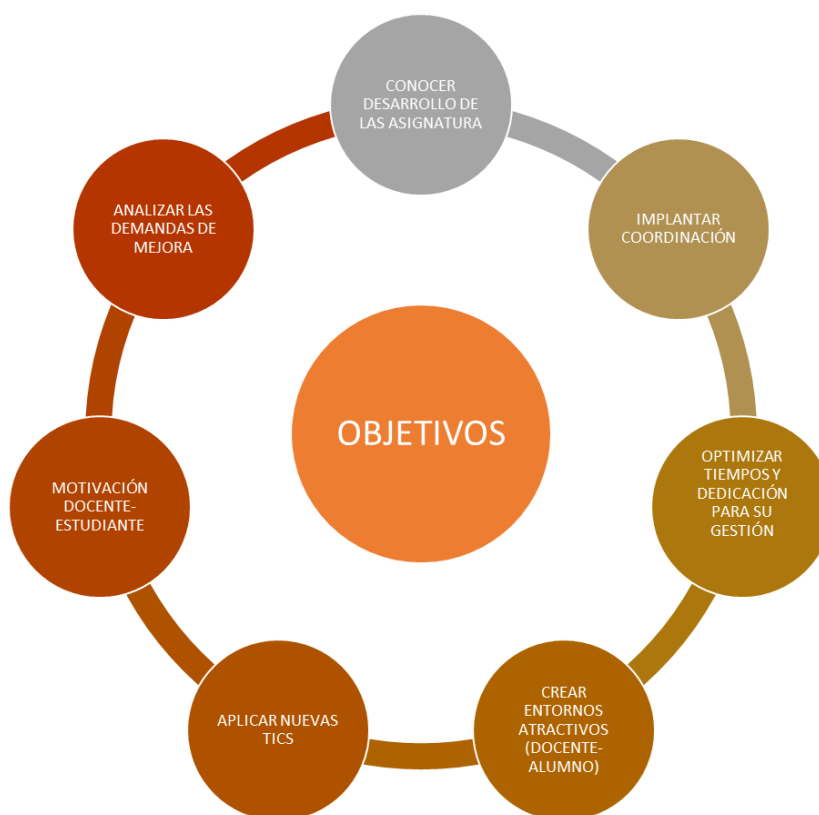 CONOCER
DESARROLLO DE
LAS ASIGNATURA
IMPLANTAR
COORDINACIÓN
OPTIMIZAR
TIEMPOS Y
DEDICACIÓN
PARA SU
GESTIÓN
CREAR
ENTORNOS
ATRACTIVOS
(DOCENTE-
ALUMNO)
APLICAR NUEVAS
TICS
MOTIVACIÓN
DOCENTE-
ESTUDIANTE
ANALIZAR LAS
DEMANDAS DE
MEJORA
OBJETIVOS